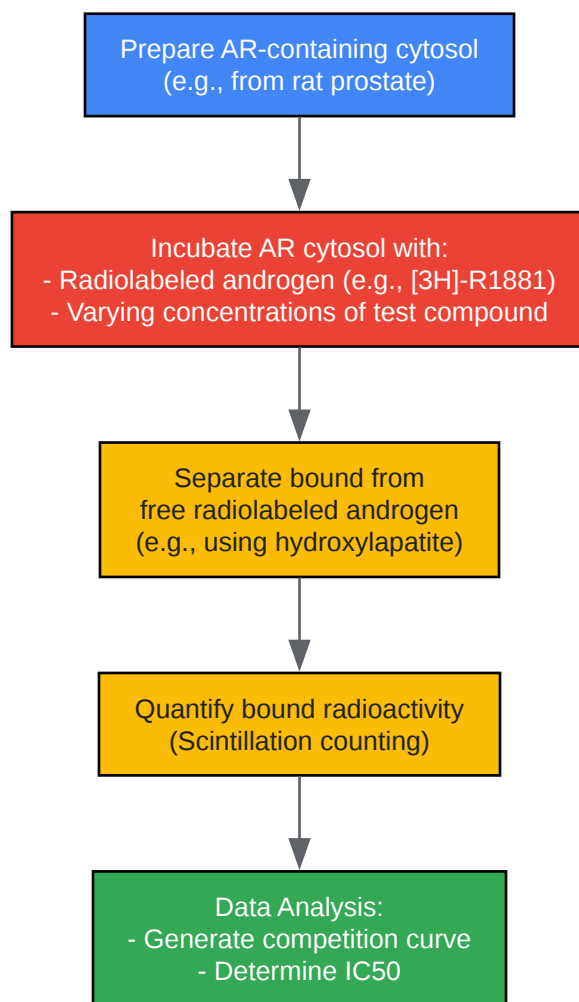 Prepare AR-containing cytosol
(e.g., from rat prostate)
Incubate AR cytosol with:
- Radiolabeled androgen (e.g., [3H]-R1881)
- Varying concentrations of test compound
Separate bound from
free radiolabeled androgen
(e.g., using hydroxylapatite)
Quantify bound radioactivity
(Scintillation counting)
Data Analysis:
- Generate competition curve
- Determine IC50